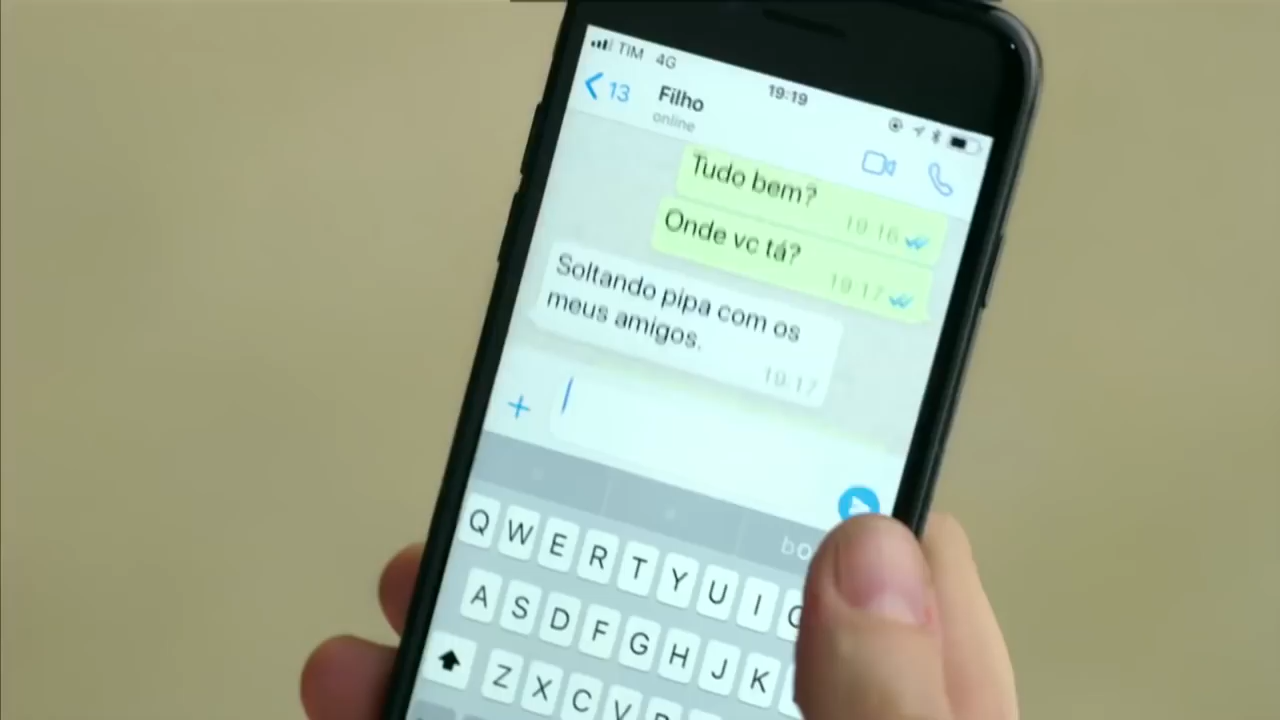 TIM 4G 19:19
13 Filho
online
Tudo bem?
19:16
Onde vc tá?
19:17
Soltando pipa com os
meus amigos.
19:17
Q W E R T Y U I
A S D F G H J K
Z X C V